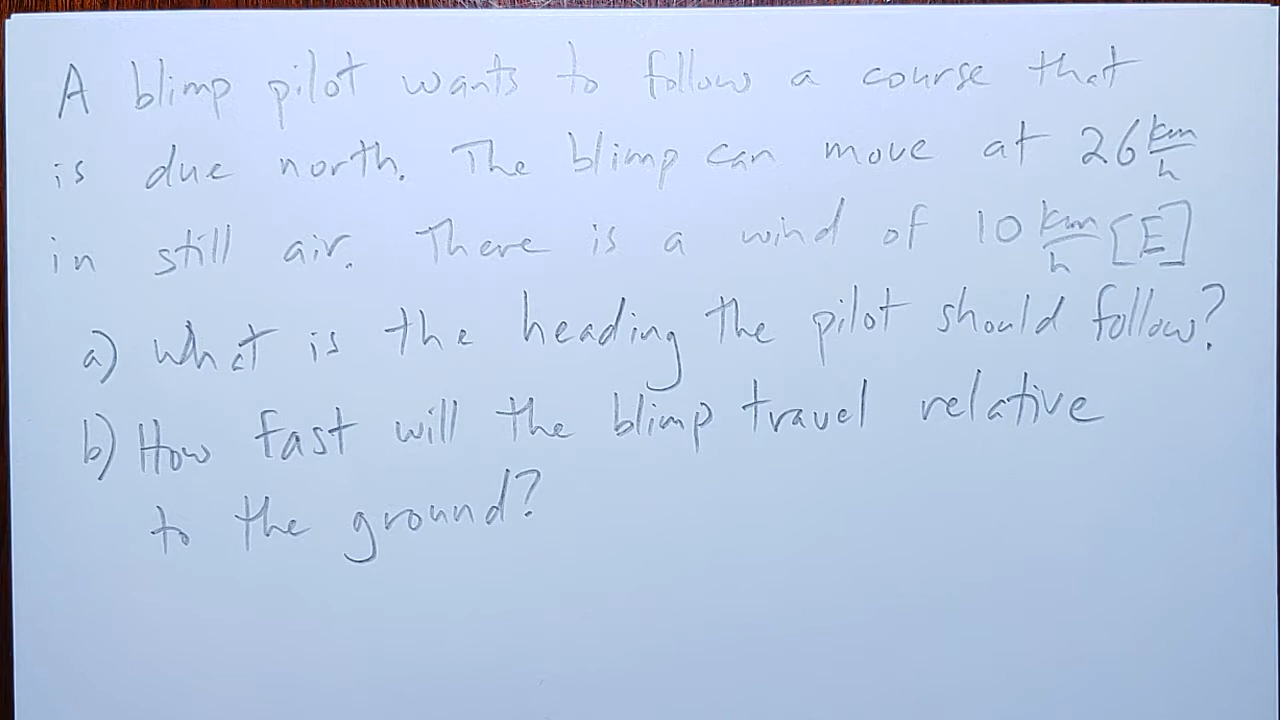 A blimp pilot wants to follow a course that
is due north. The blimp can move at 26 km/h
in still air. There is a wind of 10 km/h [E]
a) What is the heading the pilot should follow?
b) How fast will the blimp travel relative
to the ground?